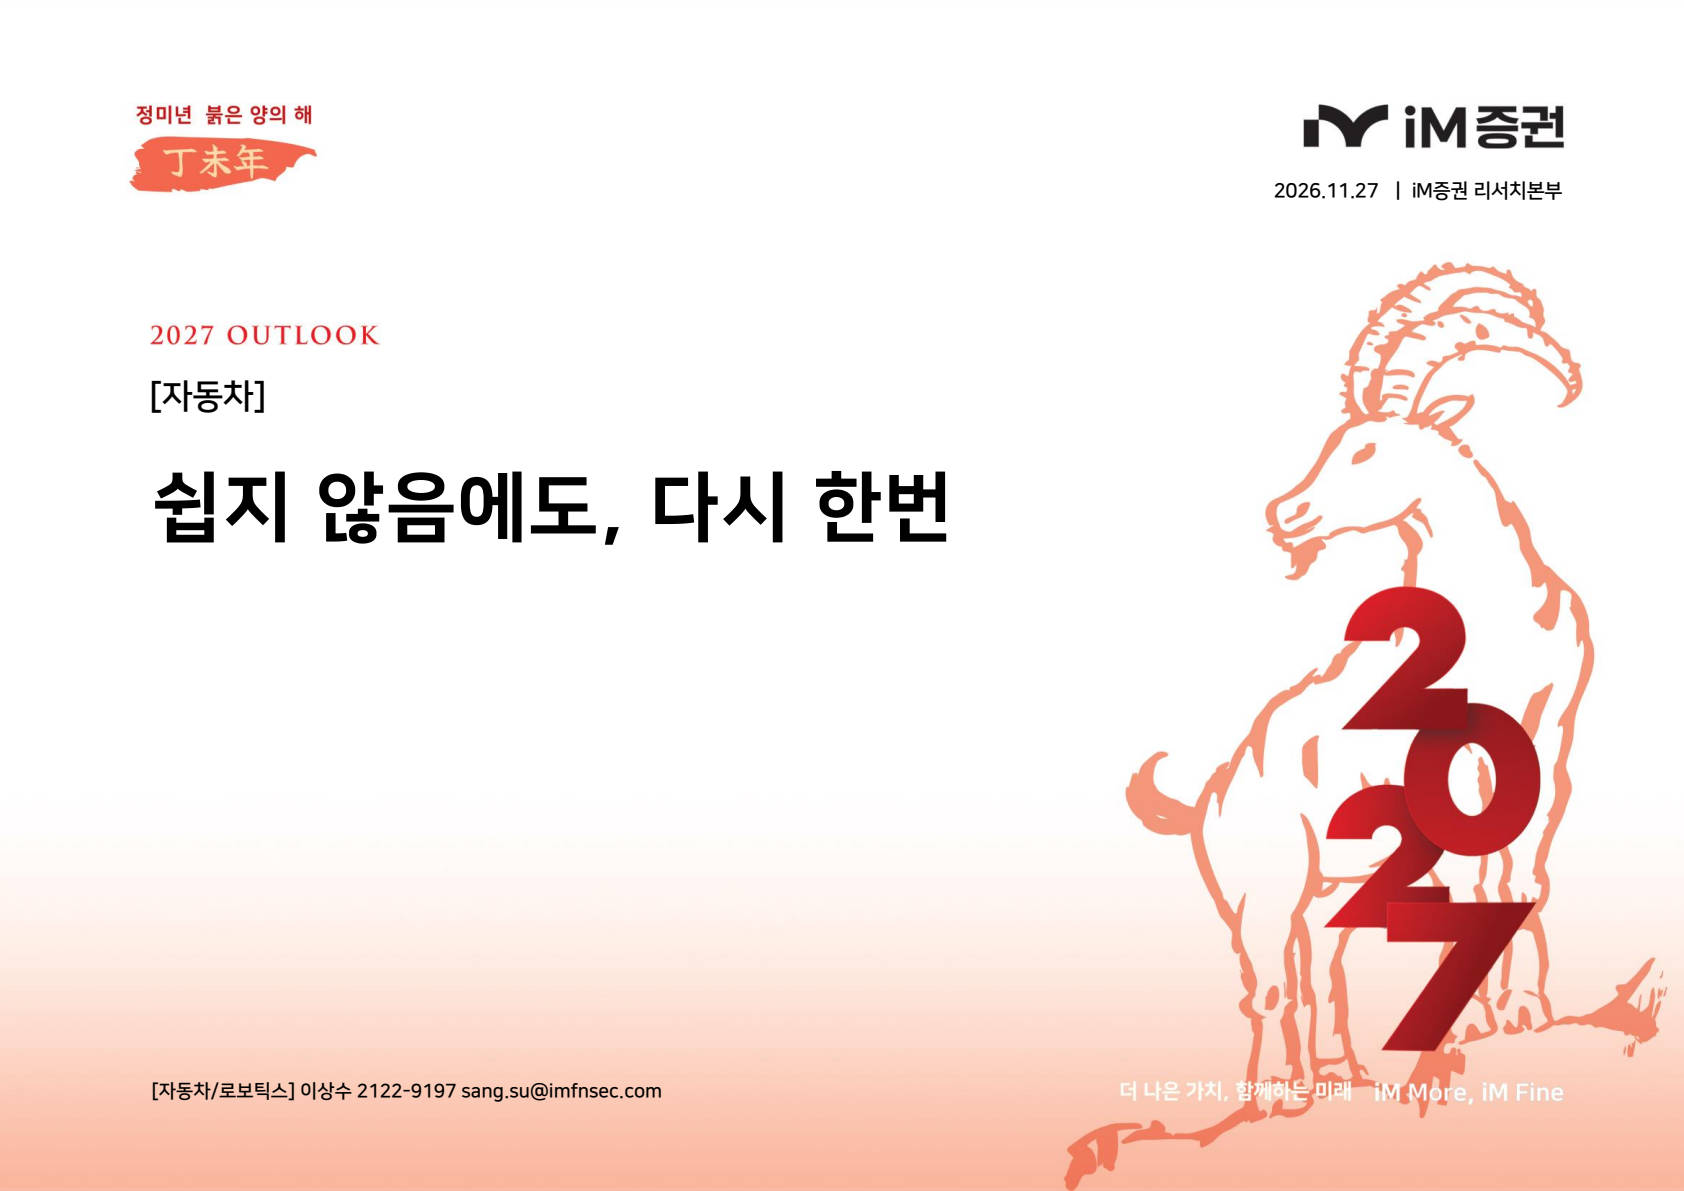 정미년 붉은 양의 해
丁未年
iM증권
2026.11.27 | iM증권 리서치본부
2027 OUTLOOK
[자동차]
쉽지 않음에도, 다시 한번
2027
[자동차/로보틱스] 이상수 2122-9197 sang.su@imfnsec.com
더 나은 가치, 함께하는 미래 iM More, iM Fine